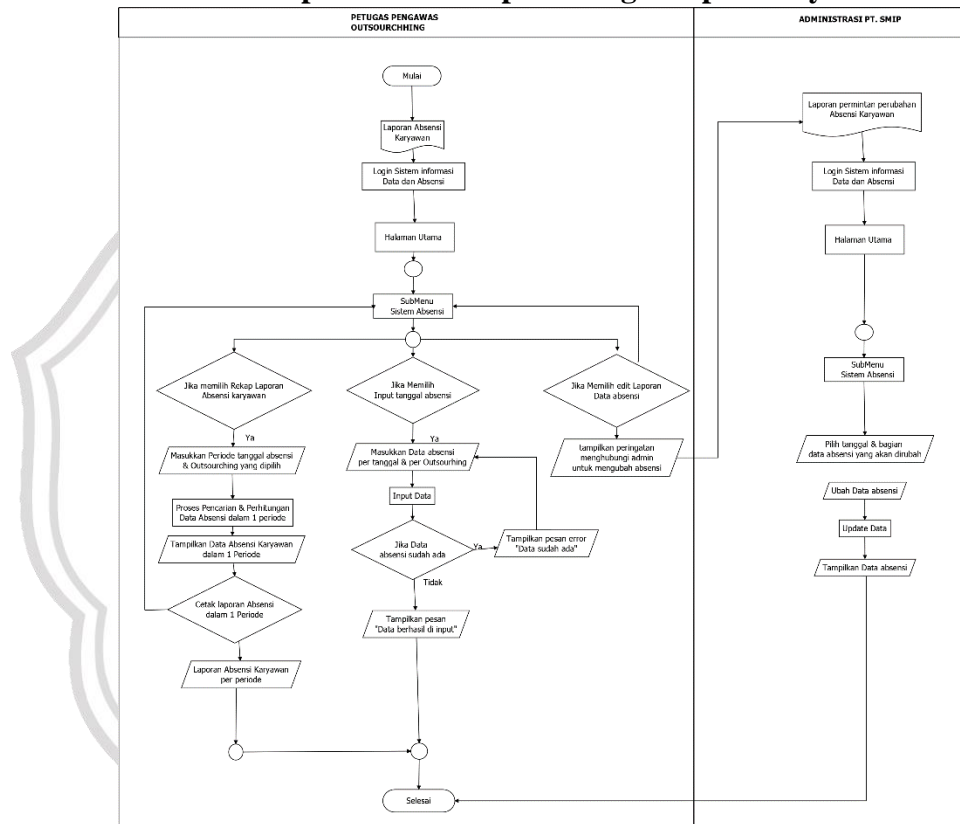 PETUGAS PENGAWAS
OUTSOURCHHING
ADMINISTRASI PT. SMIP
Mulai
Laporan Absensi
Karyawan
Login Sistem informasi
Data dan Absensi
Halaman Utama
SubMenu
Sistem Absensi
Jika memilih Rekap Laporan
Absensi karyawan
Ya
Masukkan Periode tanggal absensi
& Outsourching yang dipilih
Proses Pencarian & Perhitungan
Data Absensi dalam 1 periode
Tampilkan Data Absensi Karyawan
dalam 1 Periode
Cetak laporan Absensi
dalam 1 Periode
Laporan Absensi Karyawan
per periode
Jika Memilih
Input tanggal absensi
Ya
Masukkan Data absensi
per tanggal & per Outsourhing
Input Data
Jika Data
absensi sudah ada
Ya
Tampilkan pesan error
"Data sudah ada"
Tidak
Tampilkan pesan
"Data berhasil di input"
Jika Memilih edit Laporan
Data absensi
tampilkan peringatan
menghubungi admin
untuk mengubah absensi
Selesai
Laporan permintan perubahan
Absensi Karyawan
Login Sistem informasi
Data dan Absensi
Halaman Utama
SubMenu
Sistem Absensi
Pilih tanggal & bagian
data absensi yang akan dirubah
Ubah Data absensi
Update Data
Tampilkan Data absensi